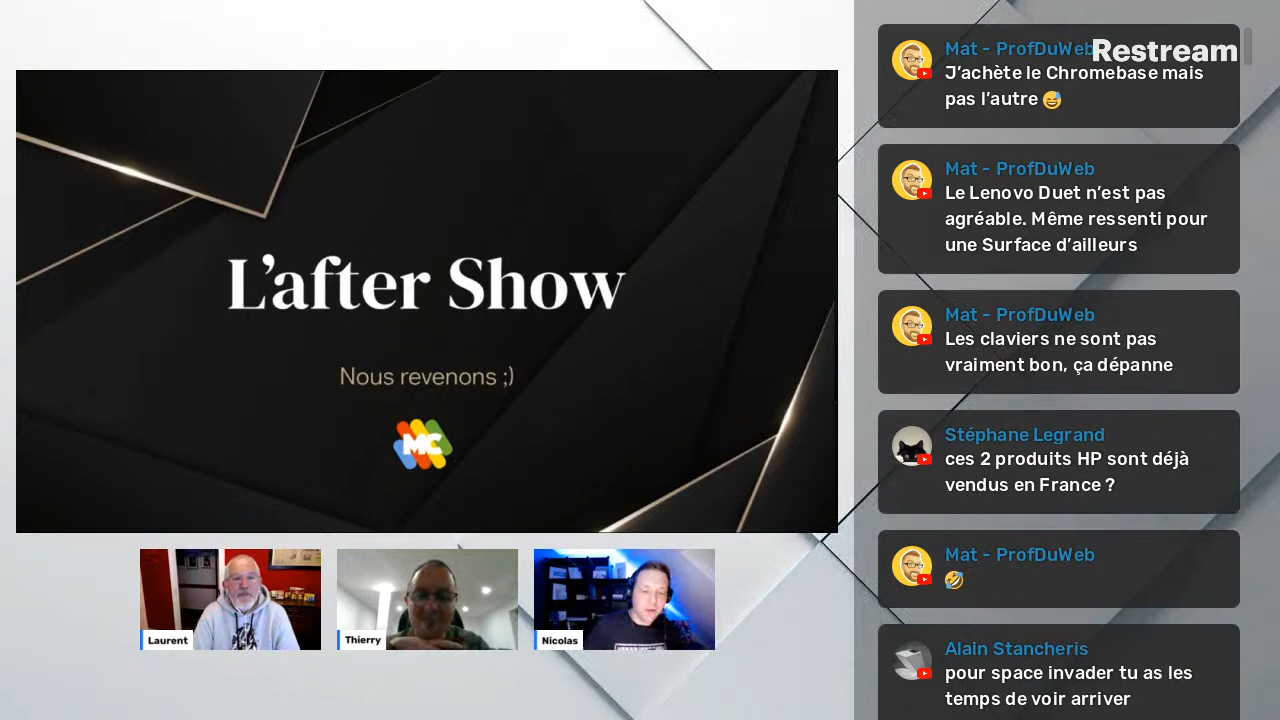 L'after Show
Nous revenons ;)
MC
Laurent
Thierry
Nicolas
Restream
Mat - ProfDuWeb
J’achète le Chromebase mais
pas l’autre 😅
Mat - ProfDuWeb
Le Lenovo Duet n’est pas
agréable. Même ressenti pour
une Surface d’ailleurs
Mat - ProfDuWeb
Les claviers ne sont pas
vraiment bon, ça dépanne
Stéphane Legrand
ces 2 produits HP sont déjà
vendus en France ?
Mat - ProfDuWeb
🤣
Alain Stancheris
pour space invader tu as les
temps de voir arriver